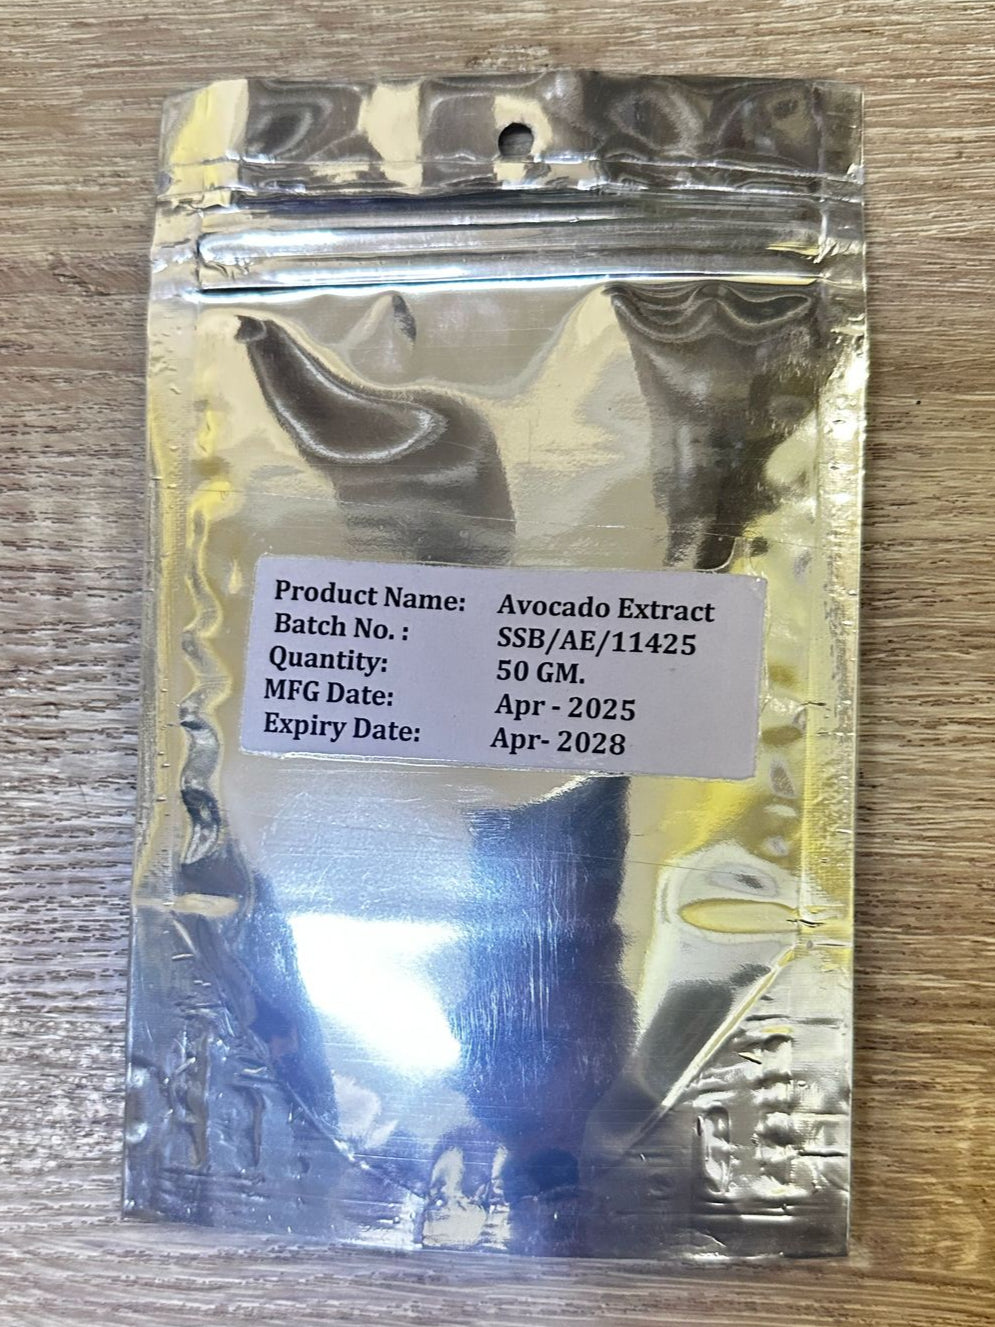 Product Name: Avocado Extract
Batch No. : SSB/AE/11425
Quantity: 50 GM.
MFG Date: Apr - 2025
Expiry Date: Apr- 2028